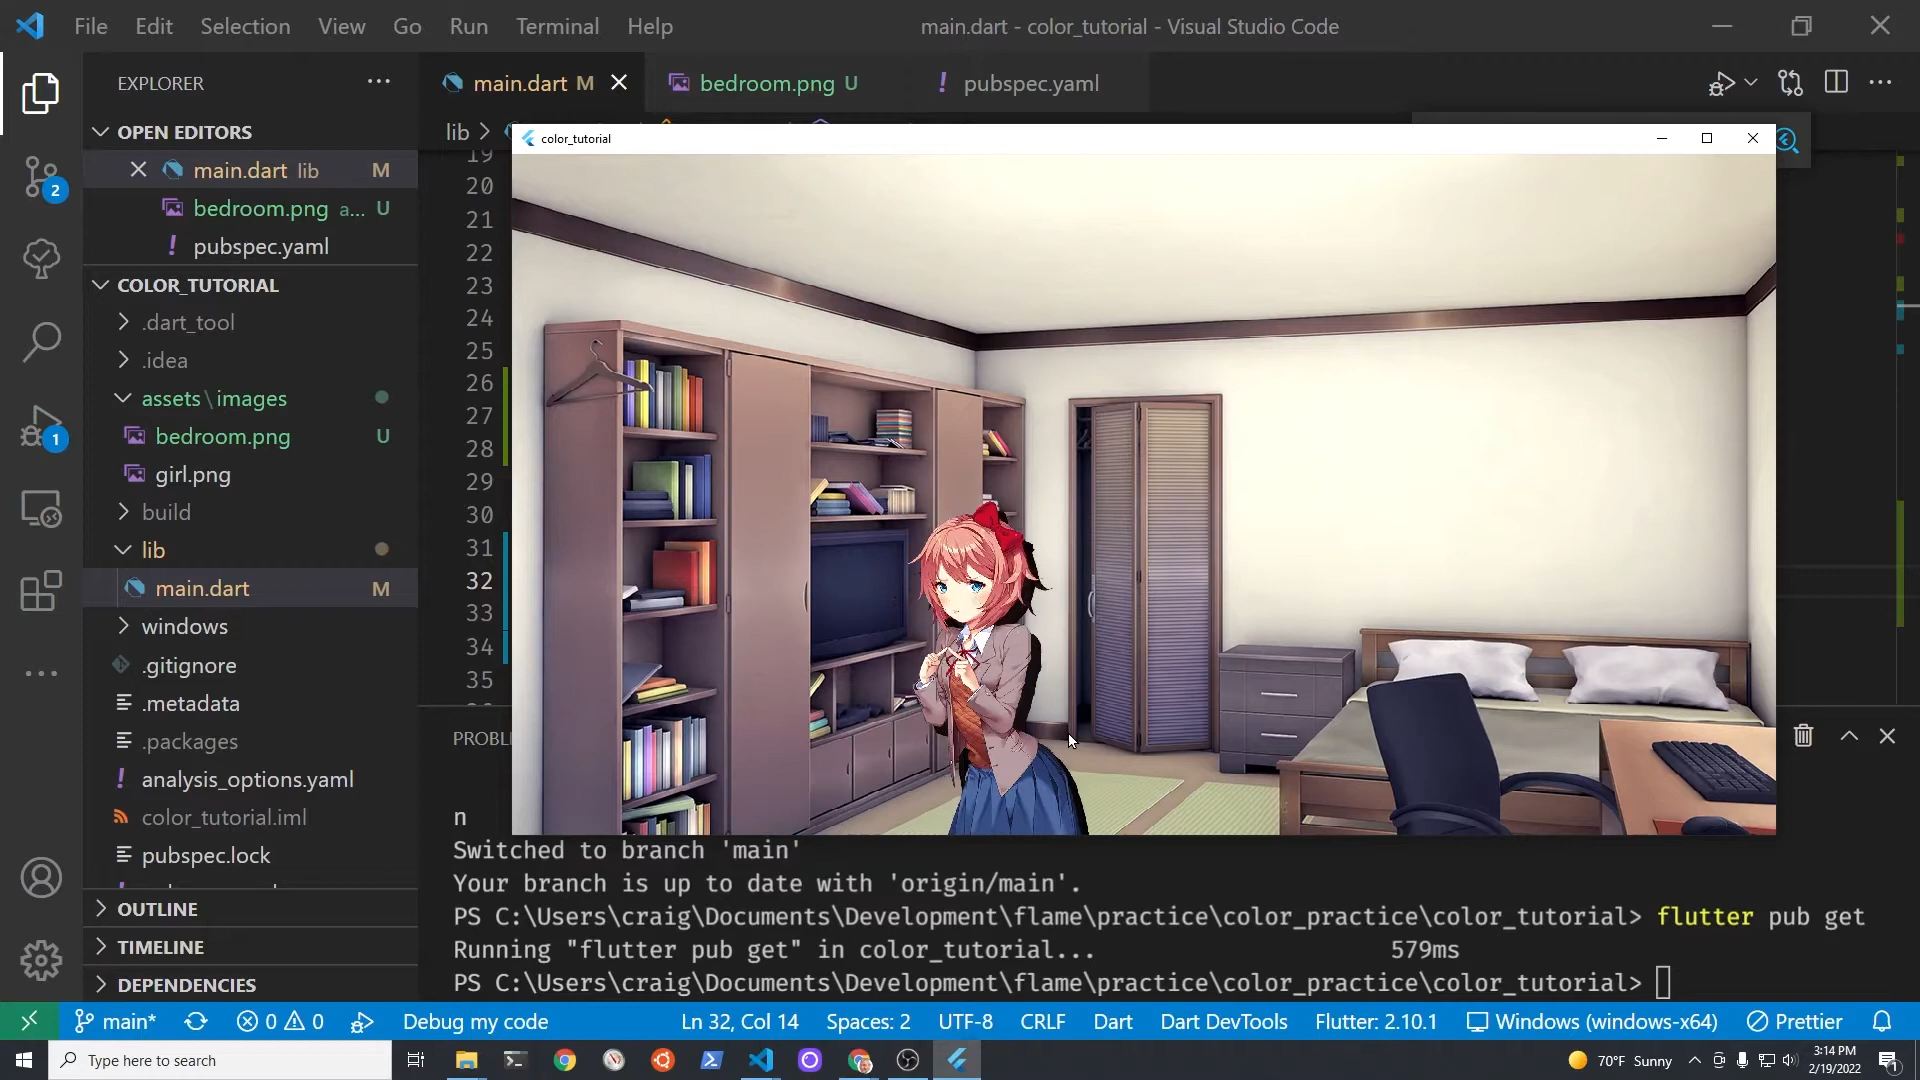 File Edit Selection View Go Run Terminal Help
main.dart - color_tutorial - Visual Studio Code
EXPLORER
main.dart M
bedroom.png U
! pubspec.yaml
OPEN EDITORS
lib >
color_tutorial
main.dart lib M
bedroom.png a... U
! pubspec.yaml
COLOR_TUTORIAL
.dart_tool
.idea
assets\images
bedroom.png U
girl.png
build
lib
main.dart M
windows
.gitignore
.metadata
.packages
! analysis_options.yaml
color_tutorial.iml
pubspec.lock
OUTLINE
TIMELINE
DEPENDENCIES
2
1
19
20
21
22
23
24
25
26
27
28
29
30
31
32
33
34
35
PROBL
n
Switched to branch 'main'
Your branch is up to date with 'origin/main'.
PS C:\Users\craig\Documents\Development\flame\practice\color_practice\color_tutorial> flutter pub get
Running "flutter pub get" in color_tutorial... 579ms
PS C:\Users\craig\Documents\Development\flame\practice\color_practice\color_tutorial>
main* 0 0 Debug my code Ln 32, Col 14 Spaces: 2 UTF-8 CRLF Dart Dart DevTools Flutter: 2.10.1 Windows (windows-x64) Prettier
Type here to search
70°F Sunny
3:14 PM
2/19/2022
1